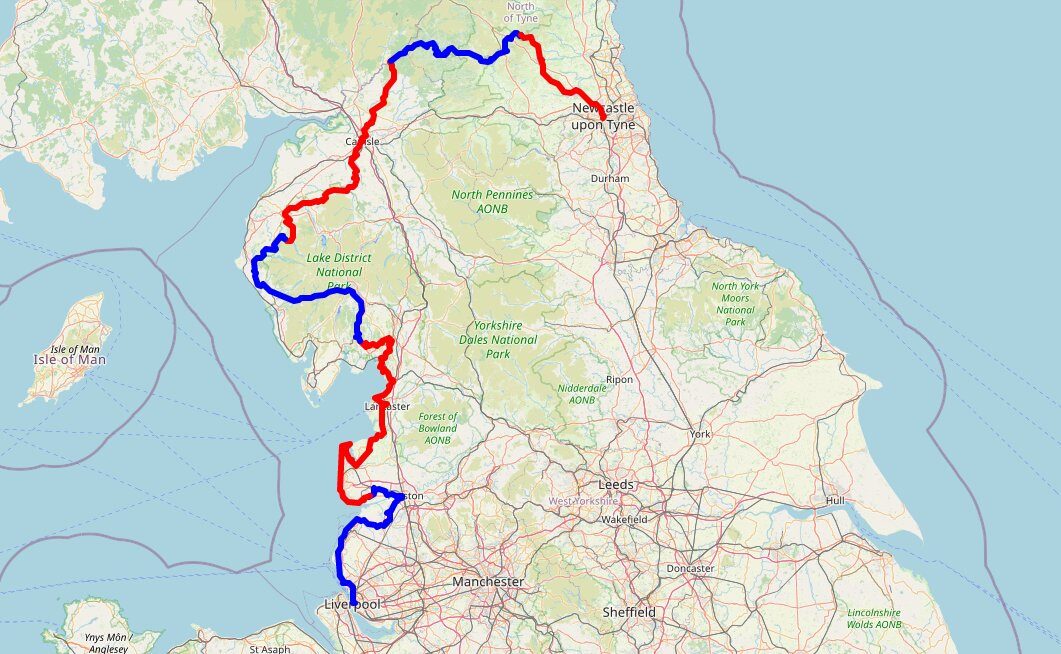 North
of Tyne
Newcastle
upon Tyne
Carlisle
Durham
North Pennines
AONB
Lake District
National
Park
North York
Moors
National
Park
Yorkshire
Dales National
Park
Isle of Man
Isle of Man
Ripon
Nidderdale
AONB
Lancaster
Forest of
Bowland
AONB
York
Leeds
ston
West Yorkshire
Hull
Wakefield
Doncaster
Manchester
Liverpool
Sheffield
Lincolnshire
Wolds AONB
Ynys Môn /
Anglesey
St Asaph